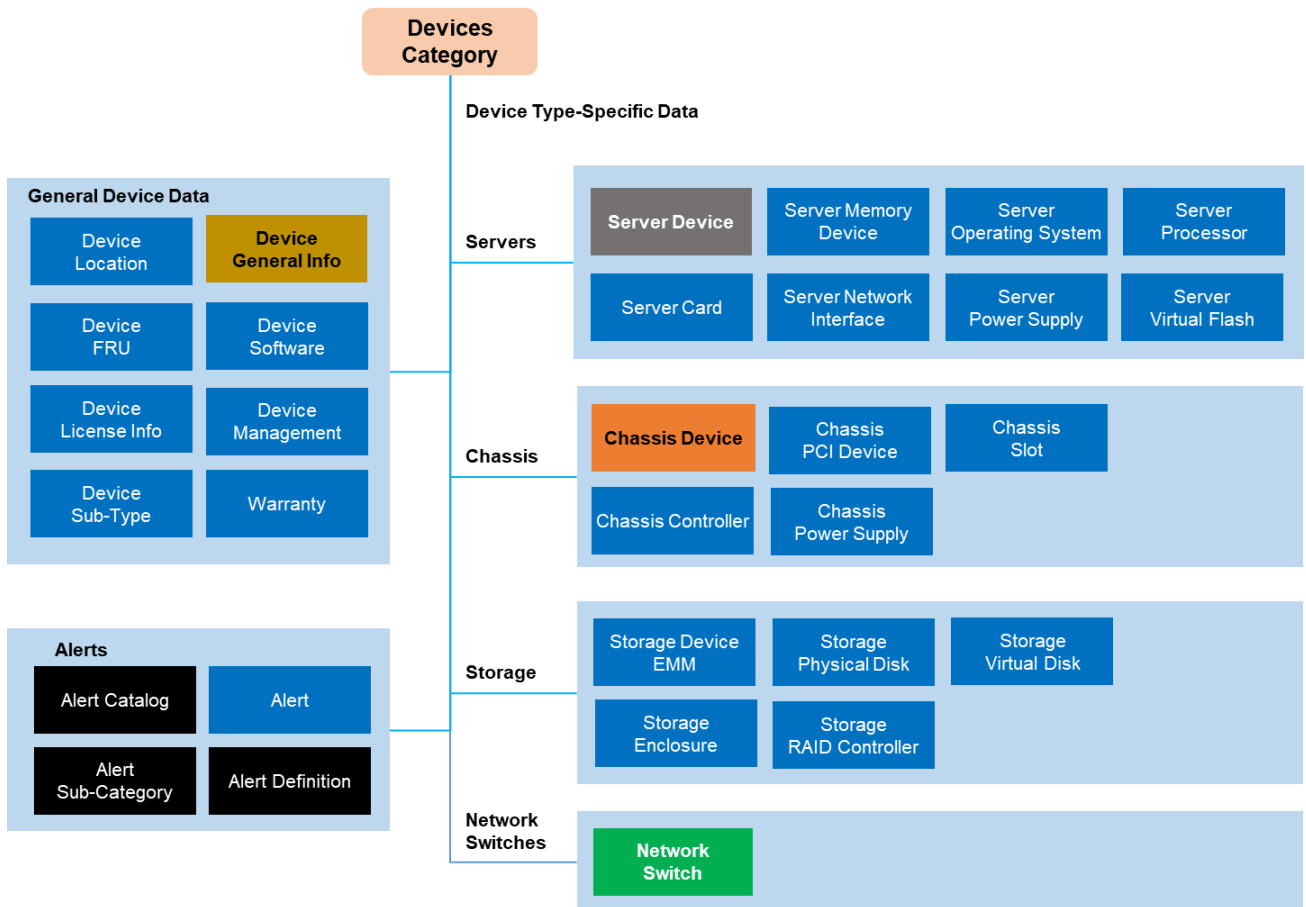 Devices
Category
Device Type-Specific Data
General Device Data
Device
Location
Device
General Info
Device
FRU
Device
Software
Device
License Info
Device
Management
Device
Sub-Type
Warranty
Alerts
Alert Catalog
Alert
Alert
Sub-Category
Alert Definition
Servers
Server Device
Server Memory
Device
Server
Operating System
Server
Processor
Server Card
Server Network
Interface
Server
Power Supply
Server
Virtual Flash
Chassis
Chassis Device
Chassis
PCI Device
Chassis
Slot
Chassis Controller
Chassis
Power Supply
Storage
Storage Device
EMM
Storage
Physical Disk
Storage
Virtual Disk
Storage
Enclosure
Storage
RAID Controller
Network
Switches
Network
Switch